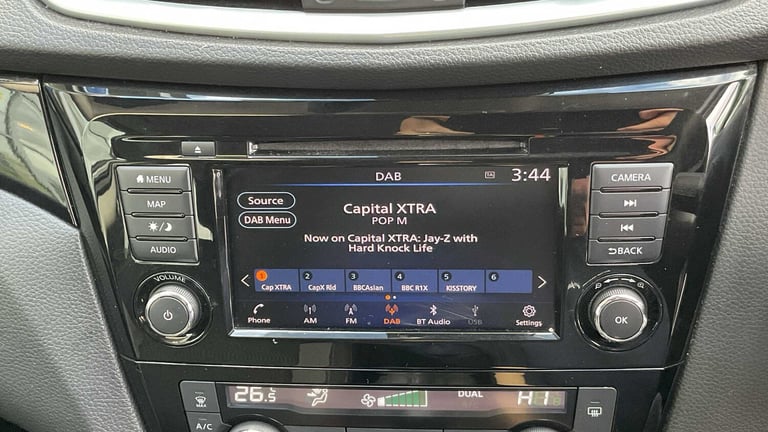 DAB 3:44
MENU
MAP
AUDIO
VOLUME
Source
DAB Menu
Capital XTRA
POP M
Now on Capital XTRA: Jay-Z with
Hard Knock Life
1 2 3 4 5 6
Cap XTRA CapX Rld BBCAsian BBC R1X KISSTORY
Phone AM FM DAB BT Audio USB Settings
CAMERA
BACK
OK
MAX
A/C
26.5 °C DUAL HI